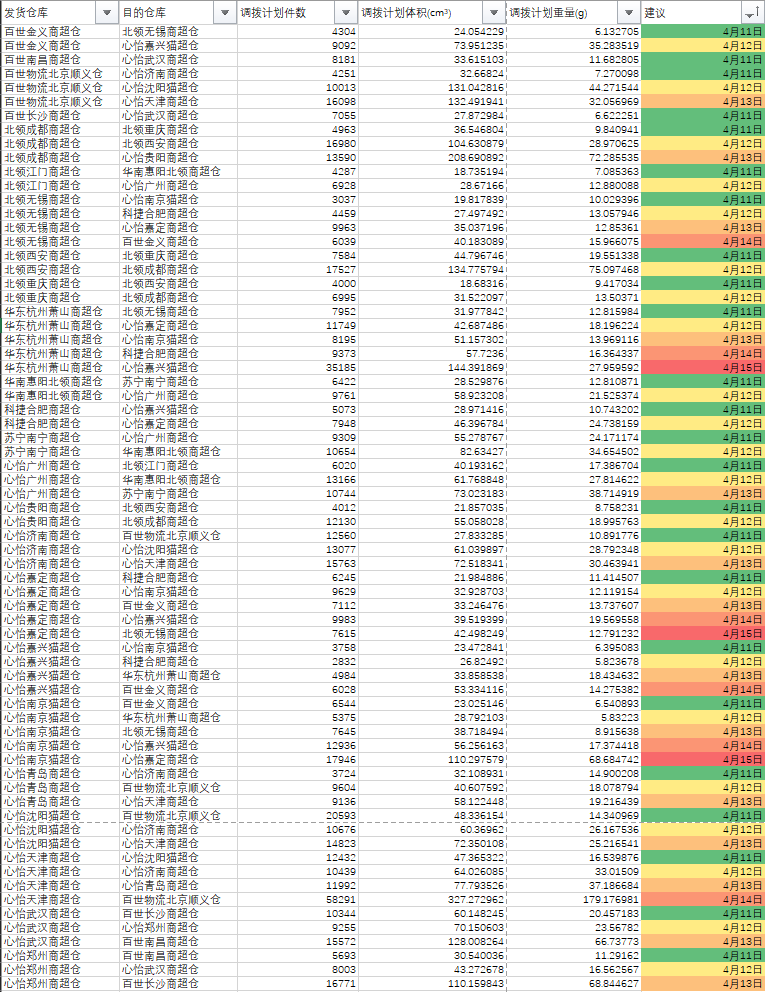 发货仓库 目的仓库 调拨计划件数 调拨计划体积(cm³) 调拨计划重量(g) 建议
百世金义商超仓 北领无锡商超仓 4304 24.054229 6.132705 4月11日
百世金义商超仓 心怡嘉兴猫超仓 9092 73.951235 35.283519 4月12日
百世南昌商超仓 心怡武汉商超仓 8181 33.615103 11.682805 4月11日
百世物流北京顺义仓 心怡济南商超仓 4251 32.66824 7.270098 4月11日
百世物流北京顺义仓 心怡沈阳猫超仓 10013 131.042816 44.271544 4月12日
百世物流北京顺义仓 心怡天津商超仓 16098 132.491941 32.056969 4月13日
百世长沙商超仓 心怡武汉商超仓 7055 27.872984 6.622251 4月11日
北领成都商超仓 北领重庆商超仓 4963 36.546804 9.840941 4月11日
北领成都商超仓 北领西安商超仓 16980 104.630879 28.970625 4月12日
北领成都商超仓 心怡贵阳商超仓 13590 208.690892 72.285535 4月13日
北领江门商超仓 华南惠阳北领商超仓 4287 18.735194 7.085363 4月11日
北领江门商超仓 心怡广州商超仓 6928 28.67166 12.880088 4月12日
北领无锡商超仓 心怡南京猫超仓 3037 19.817839 10.029396 4月11日
北领无锡商超仓 科捷合肥商超仓 4459 27.497492 13.057946 4月12日
北领无锡商超仓 心怡嘉定商超仓 9963 35.037196 12.85361 4月13日
北领无锡商超仓 百世金义商超仓 6039 40.183089 15.966075 4月14日
北领西安商超仓 北领重庆商超仓 7584 44.796746 19.551338 4月11日
北领西安商超仓 北领成都商超仓 17527 134.775794 75.097468 4月12日
北领重庆商超仓 北领西安商超仓 4000 18.68316 9.417034 4月11日
北领重庆商超仓 北领成都商超仓 6995 31.522097 13.50371 4月12日
华东杭州萧山商超仓 北领无锡商超仓 7952 31.977842 12.815984 4月11日
华东杭州萧山商超仓 心怡嘉定商超仓 11749 42.687486 18.196224 4月12日
华东杭州萧山商超仓 心怡南京猫超仓 8195 51.157302 13.969116 4月13日
华东杭州萧山商超仓 科捷合肥商超仓 9373 57.7236 16.364337 4月14日
华东杭州萧山商超仓 心怡嘉兴猫超仓 35185 144.391869 27.959592 4月15日
华南惠阳北领商超仓 苏宁南宁商超仓 6422 28.529876 12.810871 4月11日
华南惠阳北领商超仓 心怡广州商超仓 9761 58.923208 21.525374 4月12日
科捷合肥商超仓 心怡嘉兴猫超仓 5073 28.971416 10.743202 4月11日
科捷合肥商超仓 心怡嘉定商超仓 7948 46.396784 24.738159 4月12日
苏宁南宁商超仓 心怡广州商超仓 9309 55.278767 24.171174 4月11日
苏宁南宁商超仓 华南惠阳北领商超仓 10654 82.63427 34.654502 4月12日
心怡广州商超仓 北领江门商超仓 6020 40.193162 17.386704 4月11日
心怡广州商超仓 华南惠阳北领商超仓 13166 61.768848 27.814622 4月12日
心怡广州商超仓 苏宁南宁商超仓 10744 73.023183 38.714919 4月13日
心怡贵阳商超仓 北领西安商超仓 4012 21.857035 8.758231 4月11日
心怡贵阳商超仓 北领成都商超仓 12130 55.058028 18.995763 4月12日
心怡济南商超仓 百世物流北京顺义仓 12560 27.833285 10.891776 4月11日
心怡济南商超仓 心怡沈阳猫超仓 13077 61.039897 28.792348 4月12日
心怡济南商超仓 心怡天津商超仓 15763 72.518341 30.463941 4月13日
心怡嘉定商超仓 科捷合肥商超仓 6245 21.984886 11.414507 4月11日
心怡嘉定商超仓 心怡南京猫超仓 9629 32.928703 12.119154 4月12日
心怡嘉定商超仓 百世金义商超仓 7112 33.246476 13.737607 4月13日
心怡嘉定商超仓 心怡嘉兴猫超仓 9983 39.519399 19.569558 4月14日
心怡嘉定商超仓 北领无锡商超仓 7615 42.498249 12.791232 4月15日
心怡嘉兴猫超仓 心怡南京猫超仓 3758 23.472841 6.395083 4月11日
心怡嘉兴猫超仓 科捷合肥商超仓 2832 26.82492 5.823678 4月12日
心怡嘉兴猫超仓 华东杭州萧山商超仓 4984 33.858538 18.434632 4月13日
心怡嘉兴猫超仓 百世金义商超仓 6028 53.334116 14.275382 4月14日
心怡南京猫超仓 百世金义商超仓 6544 23.025146 6.540893 4月11日
心怡南京猫超仓 华东杭州萧山商超仓 5375 28.792103 5.83223 4月12日
心怡南京猫超仓 北领无锡商超仓 7645 38.718494 8.915638 4月13日
心怡南京猫超仓 心怡嘉兴猫超仓 12936 56.256163 17.374418 4月14日
心怡南京猫超仓 心怡嘉定商超仓 17946 110.297579 68.684742 4月15日
心怡青岛商超仓 心怡济南商超仓 3724 32.108931 14.900208 4月11日
心怡青岛商超仓 百世物流北京顺义仓 9604 40.607592 18.078794 4月12日
心怡青岛商超仓 心怡天津商超仓 9136 58.122448 19.216439 4月13日
心怡沈阳猫超仓 百世物流北京顺义仓 20593 48.336154 14.340969 4月11日
心怡沈阳猫超仓 心怡济南商超仓 10676 60.36962 26.167536 4月12日
心怡沈阳猫超仓 心怡天津商超仓 14823 72.350108 25.216541 4月13日
心怡天津商超仓 心怡沈阳猫超仓 12432 47.365322 16.539876 4月11日
心怡天津商超仓 心怡济南商超仓 10439 64.026085 33.01509 4月12日
心怡天津商超仓 心怡青岛商超仓 11992 77.793526 37.186684 4月13日
心怡天津商超仓 百世物流北京顺义仓 58291 327.272962 179.176981 4月14日
心怡武汉商超仓 百世长沙商超仓 10344 60.148245 20.457183 4月11日
心怡武汉商超仓 心怡郑州商超仓 9255 70.150603 23.56782 4月12日
心怡武汉商超仓 百世南昌商超仓 15572 128.008264 66.73773 4月13日
心怡郑州商超仓 百世南昌商超仓 5693 30.540036 11.29162 4月11日
心怡郑州商超仓 心怡武汉商超仓 8003 43.272678 16.562567 4月12日
心怡郑州商超仓 百世长沙商超仓 16771 110.159843 68.844627 4月13日